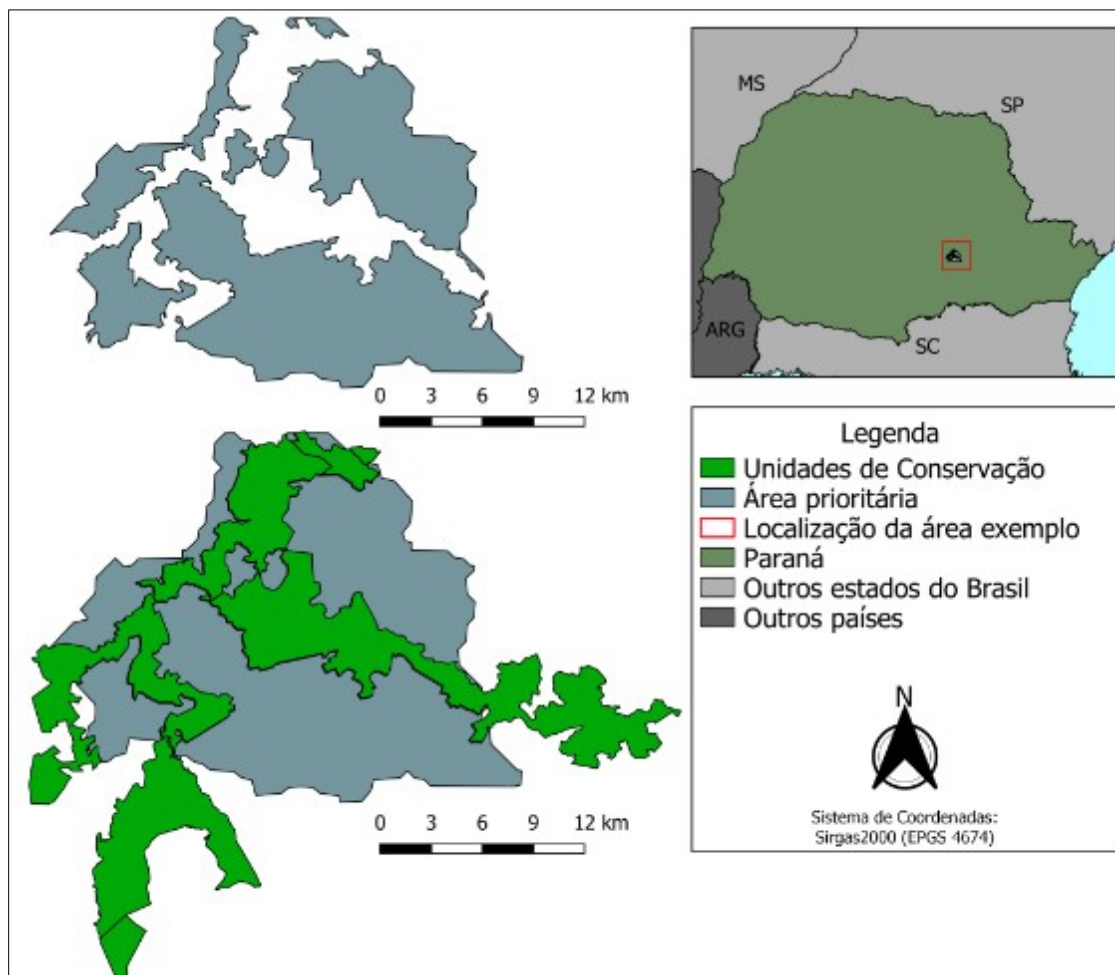 MS
SP
ARG
SC
0 3 6 9 12 km
Legenda
Unidades de Conservação
Área prioritária
Localização da área exemplo
Paraná
Outros estados do Brasil
Outros países
N
Sistema de Coordenadas:
Sirgas2000 (EPGS 4674)
0 3 6 9 12 km